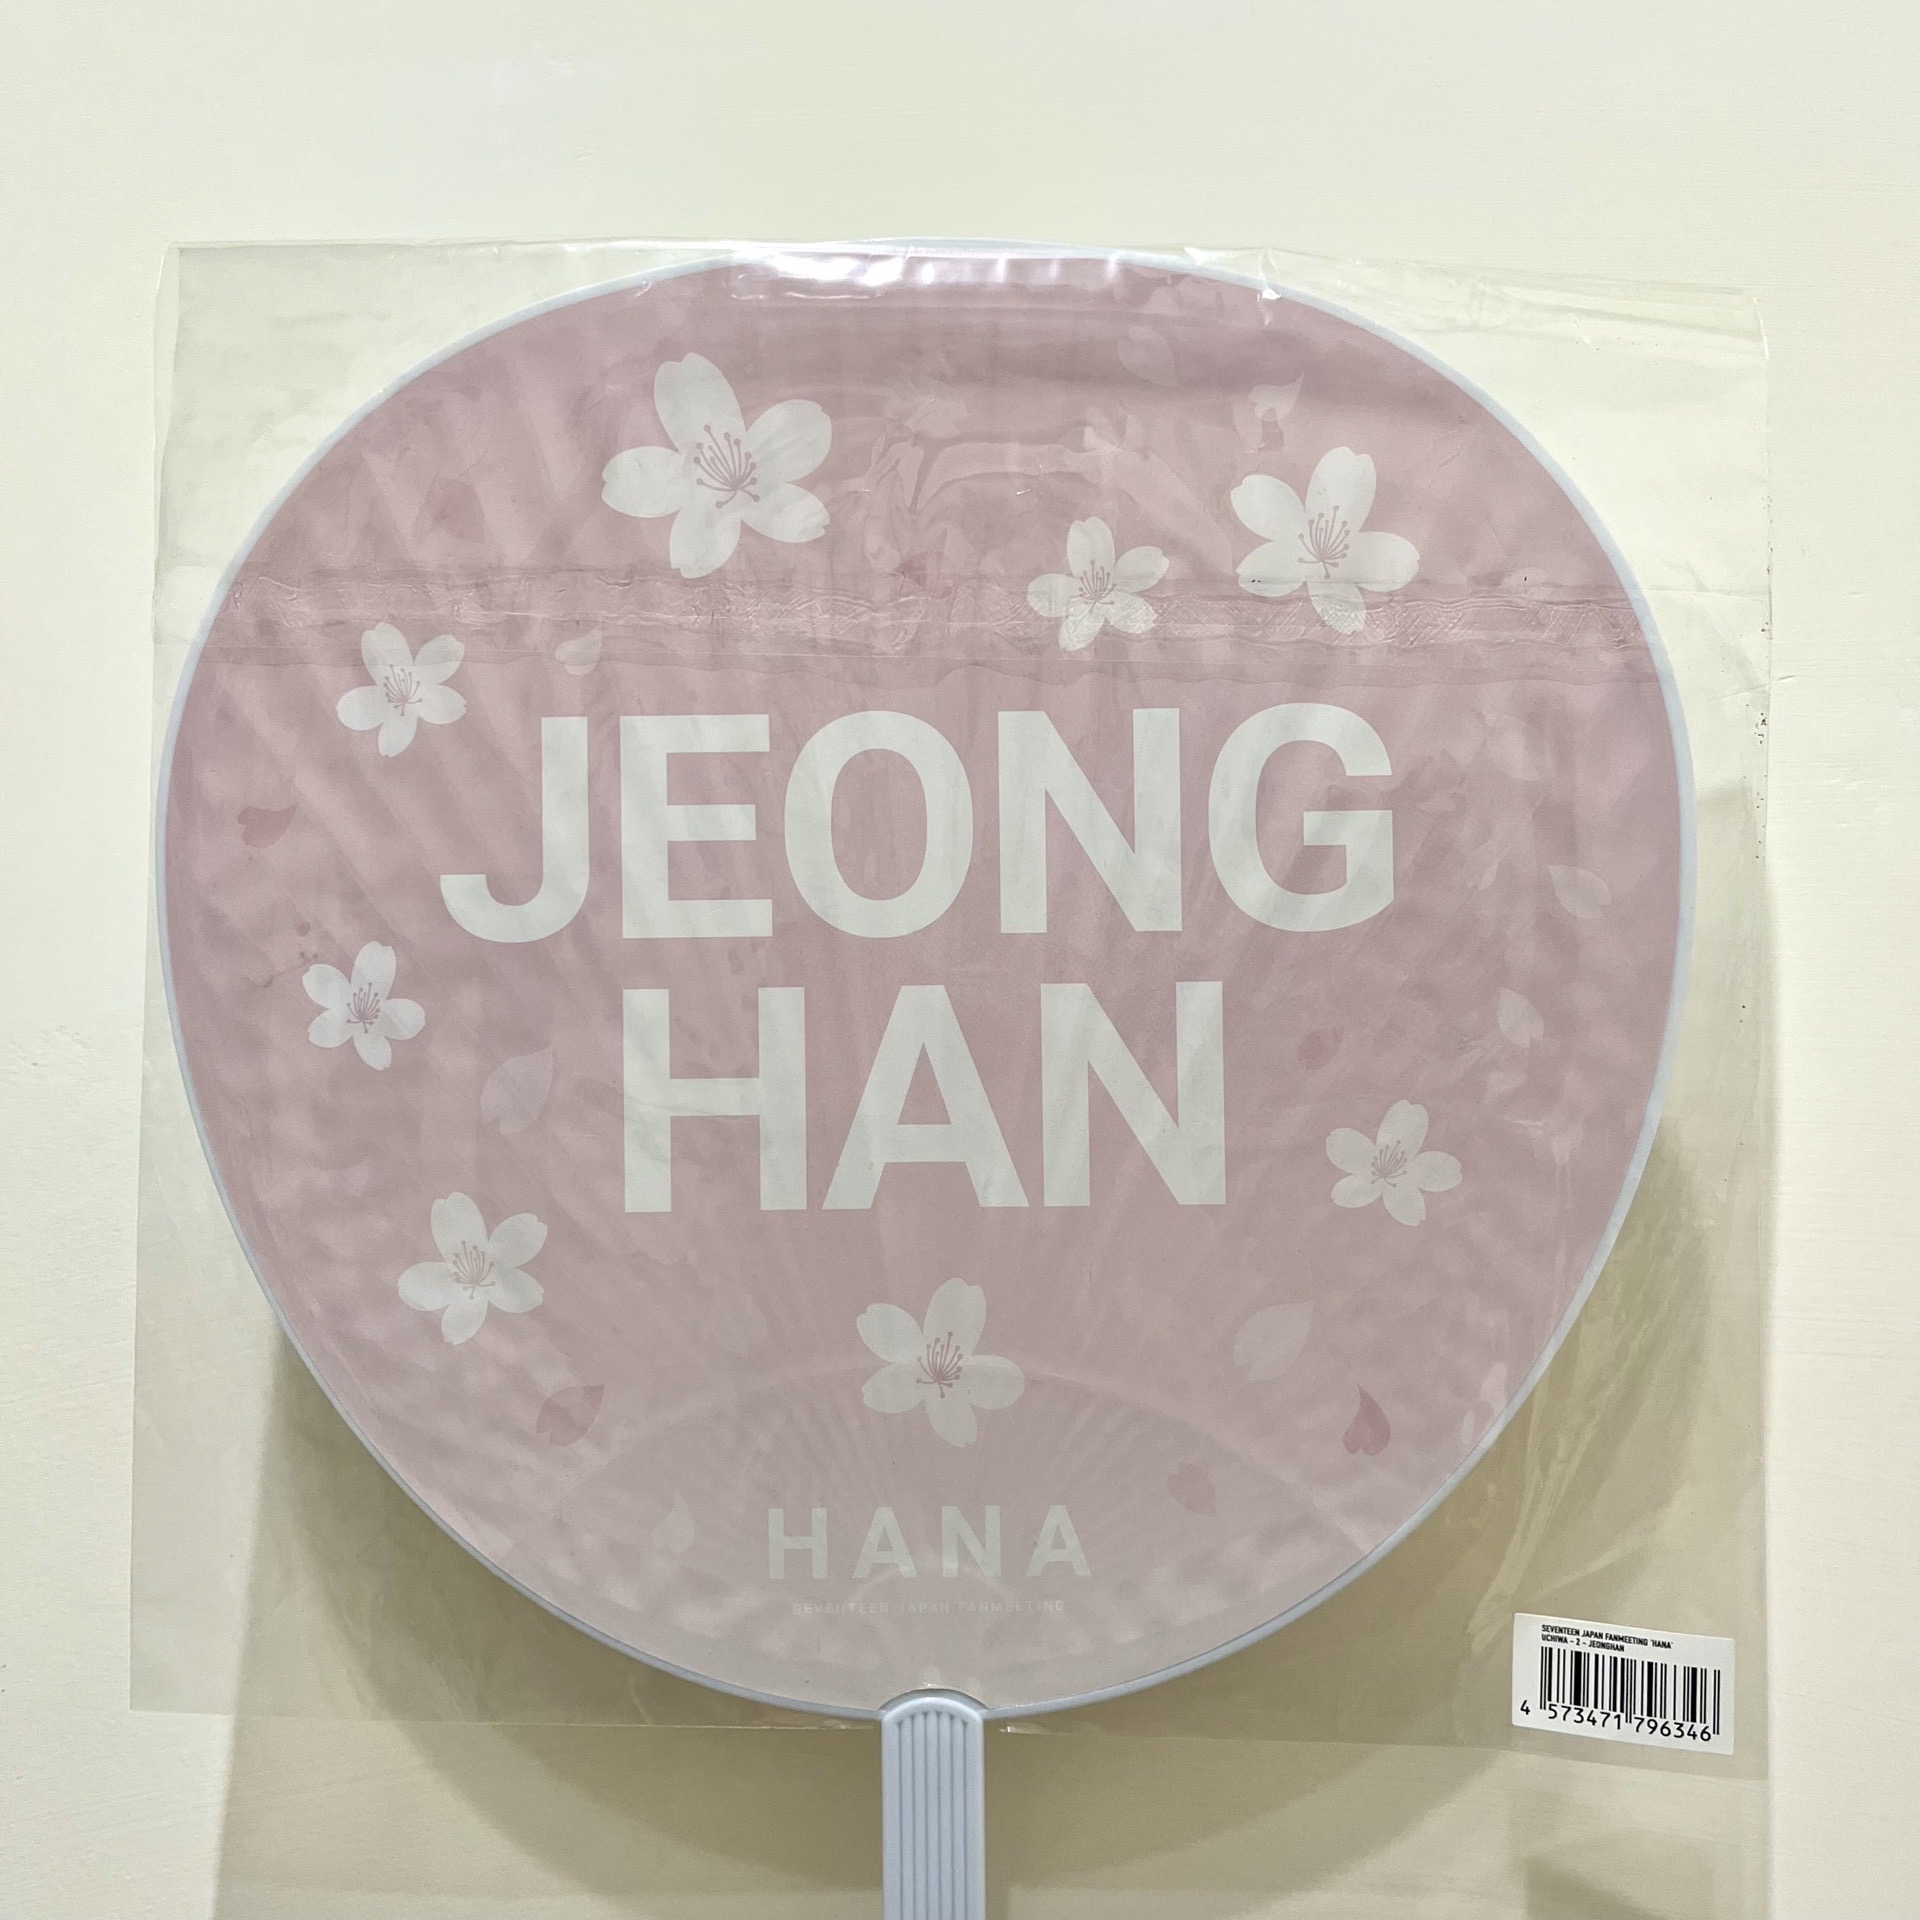 JEONG
HAN
HANA
SEVENTEEN JAPAN FANMEETING
SEVENTEEN JAPAN FANMEETING 'HANA'
UCHIWA - 2 - JEONGHAN
4 573471 796346